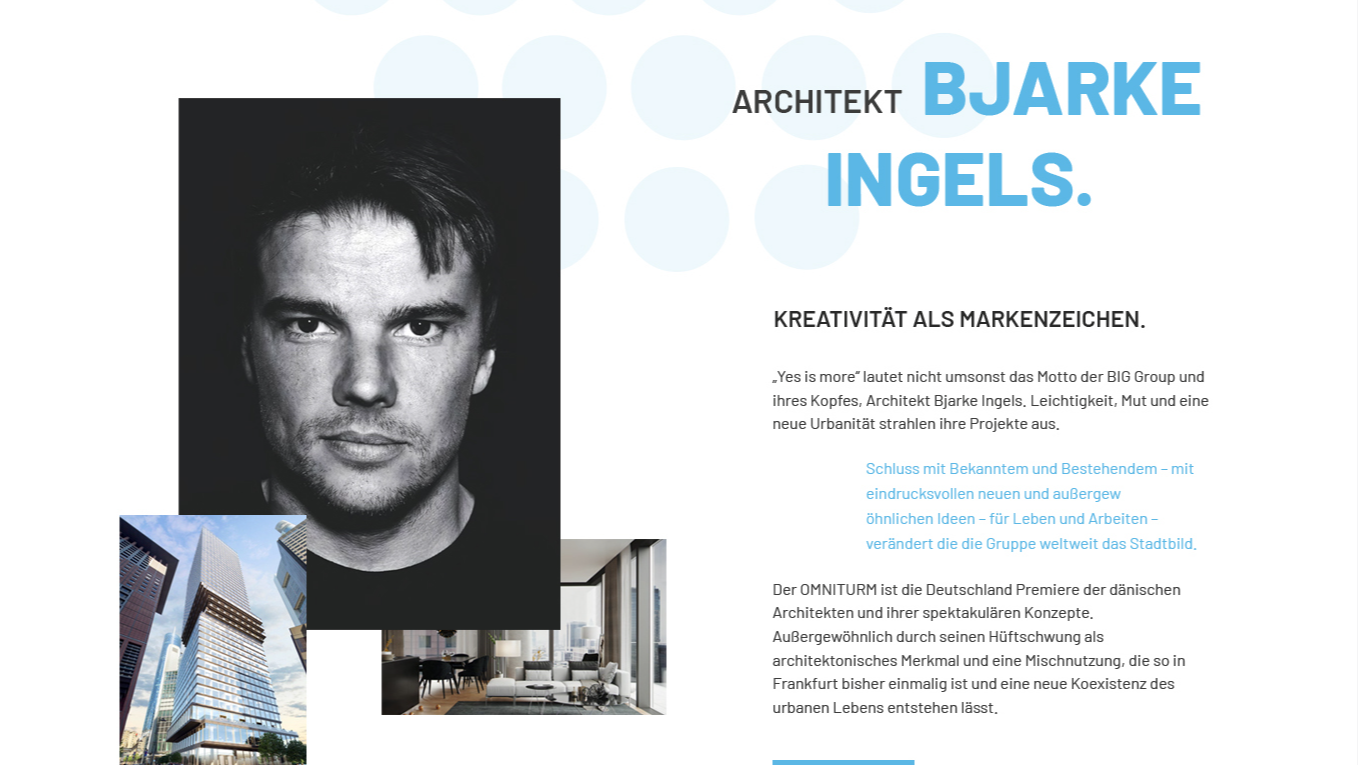 ARCHITEKT BJARKE
INGELS.
KREATIVITÄT ALS MARKENZEICHEN.
„Yes is more“ lautet nicht umsonst das Motto der BIG Group und
ihres Kopfes, Architekt Bjarke Ingels. Leichtigkeit, Mut und eine
neue Urbanität strahlen ihre Projekte aus.
Schluss mit Bekanntem und Bestehendem – mit
eindrucksvollen neuen und außergew
öhnlichen Ideen – für Leben und Arbeiten –
verändert die die Gruppe weltweit das Stadtbild.
Der OMNITURM ist die Deutschland Premiere der dänischen
Architekten und ihrer spektakulären Konzepte.
Außergewöhnlich durch seinen Hüftschwung als
architektonisches Merkmal und eine Mischnutzung, die so in
Frankfurt bisher einmalig ist und eine neue Koexistenz des
urbanen Lebens entstehen lässt.